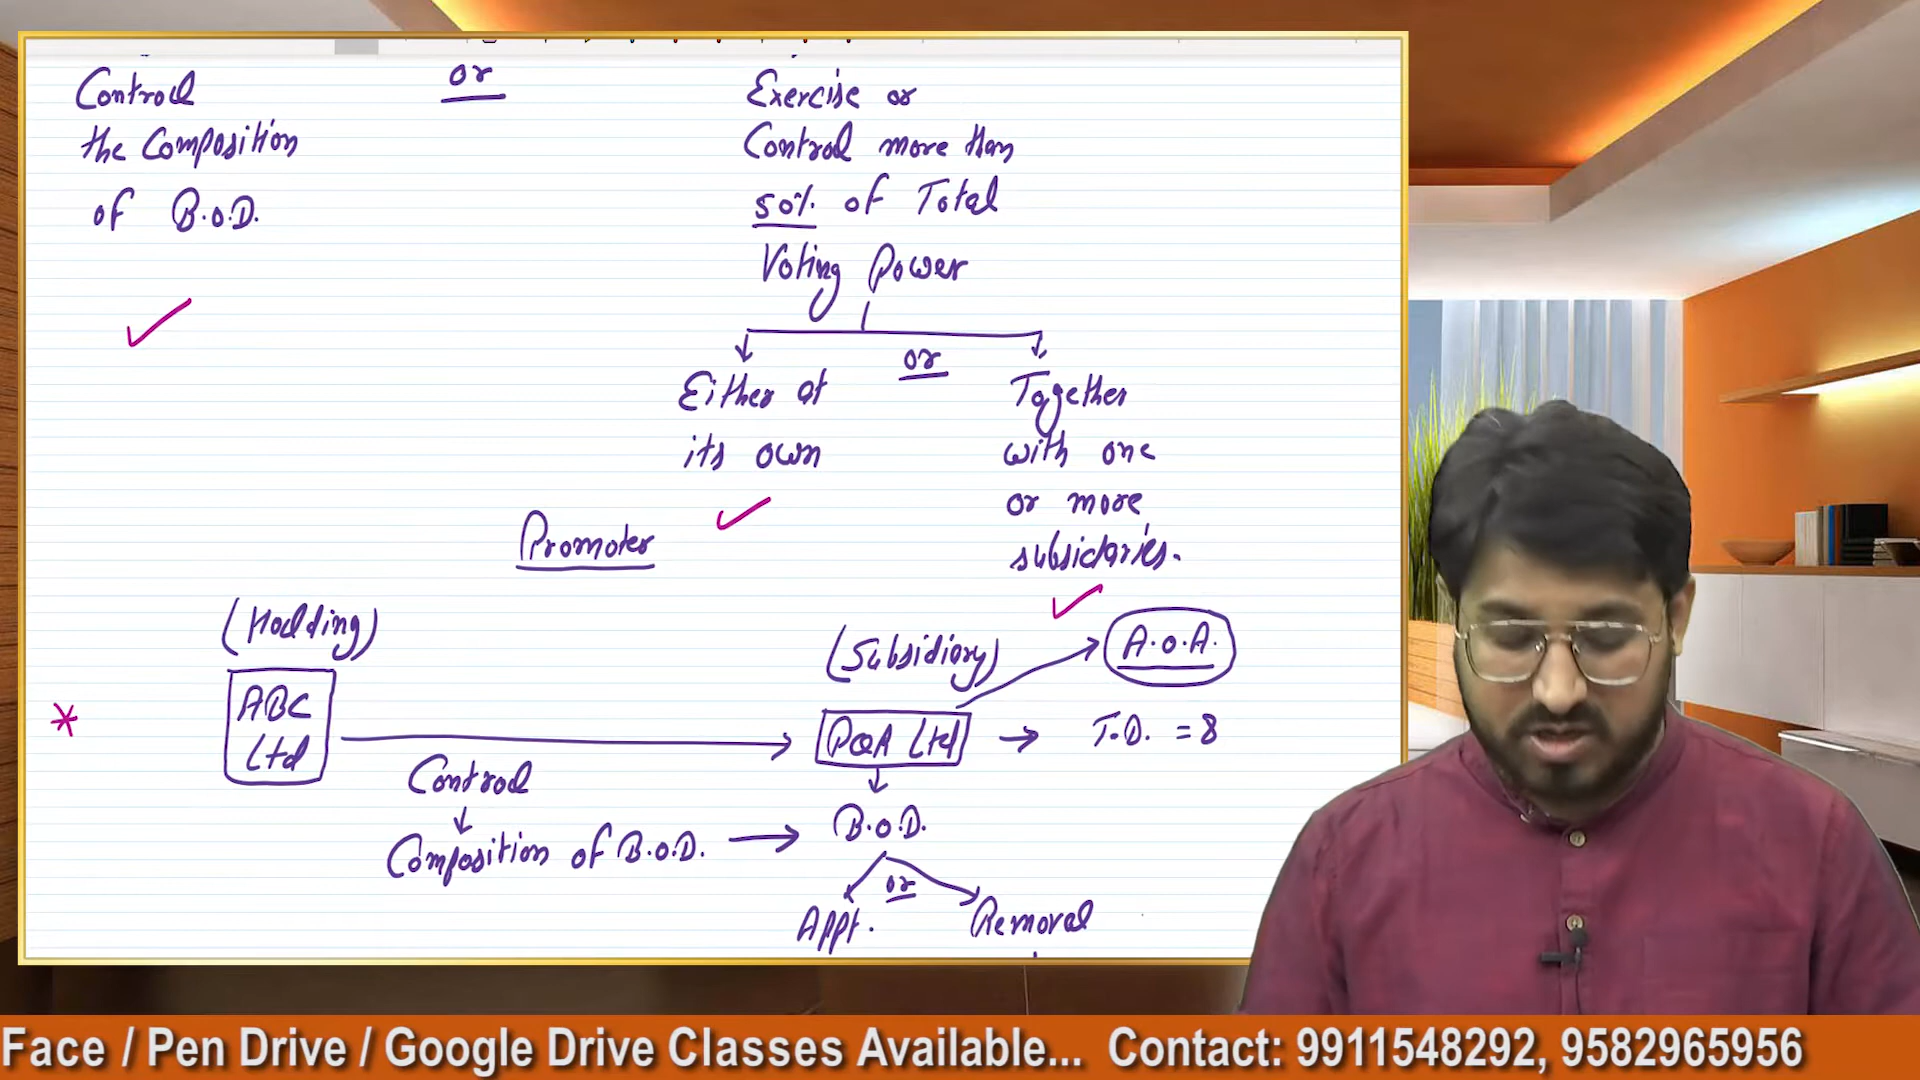 Control
or
Exercise or
the Composition
Control more than
of B.O.D.
50% of Total
Voting Power
or
Either at
Together
its own
with one
or more
Promoter
subsidiaries.
(Holding)
(Subsidiary)
A.O.A.
ABC
Ltd
PQR Ltd
T.D. = 8
Control
Composition of B.O.D.
B.O.D.
or
Appt.
Removal
Face / Pen Drive / Google Drive Classes Available... Contact: 9911548292, 9582965956